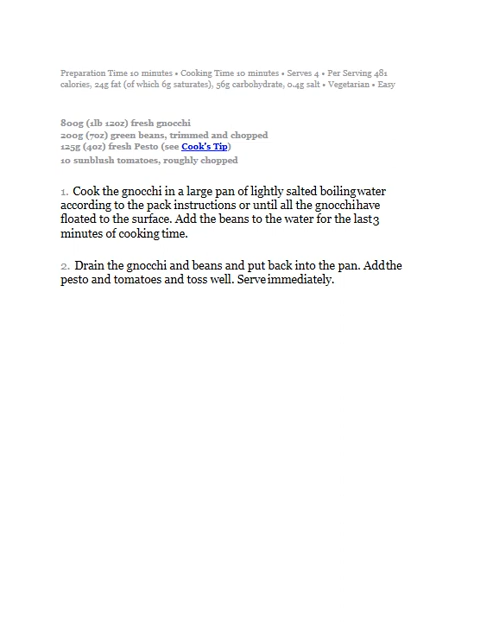 Preparation Time 10 minutes • Cooking Time 10 minutes • Serves 4 • Per Serving 481
calories, 24g fat (of which 6g saturates), 56g carbohydrate, 0.4g salt • Vegetarian • Easy
800g (1lb 12oz) fresh gnocchi
200g (7oz) green beans, trimmed and chopped
125g (4oz) fresh Pesto (see Cook's Tip)
10 sunblush tomatoes, roughly chopped
1. Cook the gnocchi in a large pan of lightly salted boiling water
according to the pack instructions or until all the gnocchi have
floated to the surface. Add the beans to the water for the last 3
minutes of cooking time.
2. Drain the gnocchi and beans and put back into the pan. Add the
pesto and tomatoes and toss well. Serve immediately.